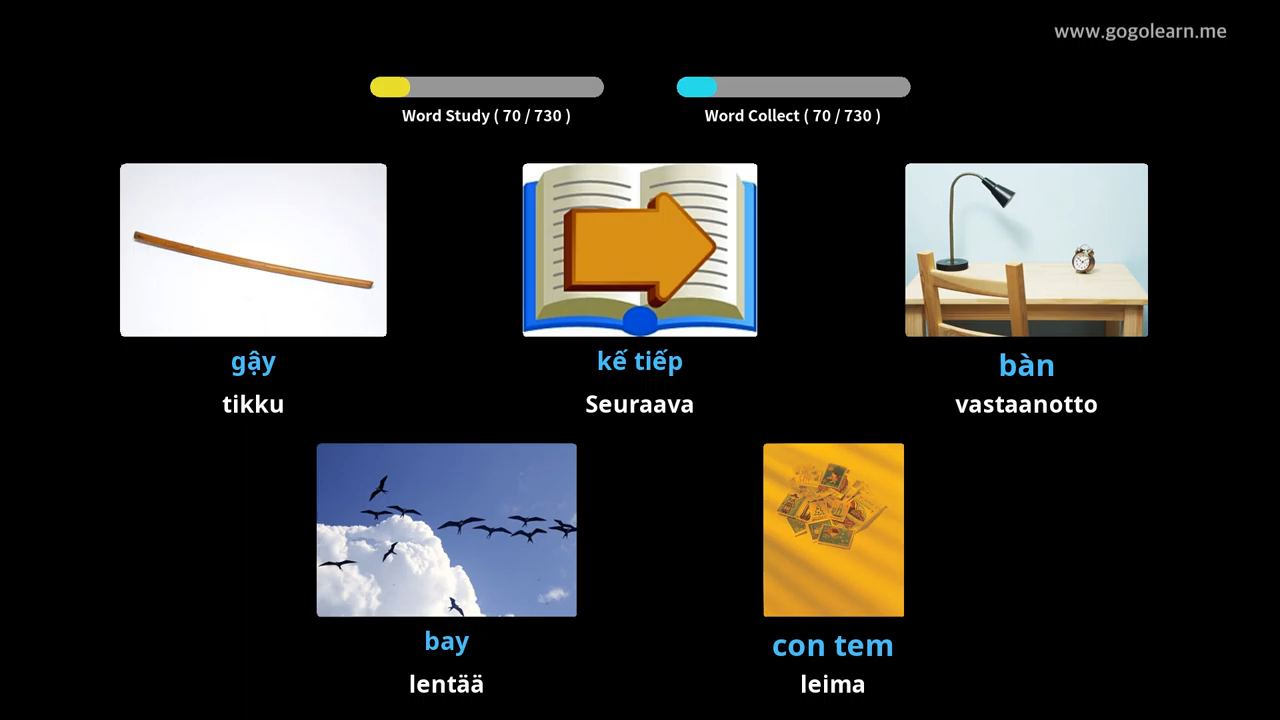 www.gogolearn.me
Word Study ( 70 / 730 )
Word Collect ( 70 / 730 )
gậy
tikku
kế tiếp
Seuraava
bàn
vastaanotto
bay
lentää
con tem
leima